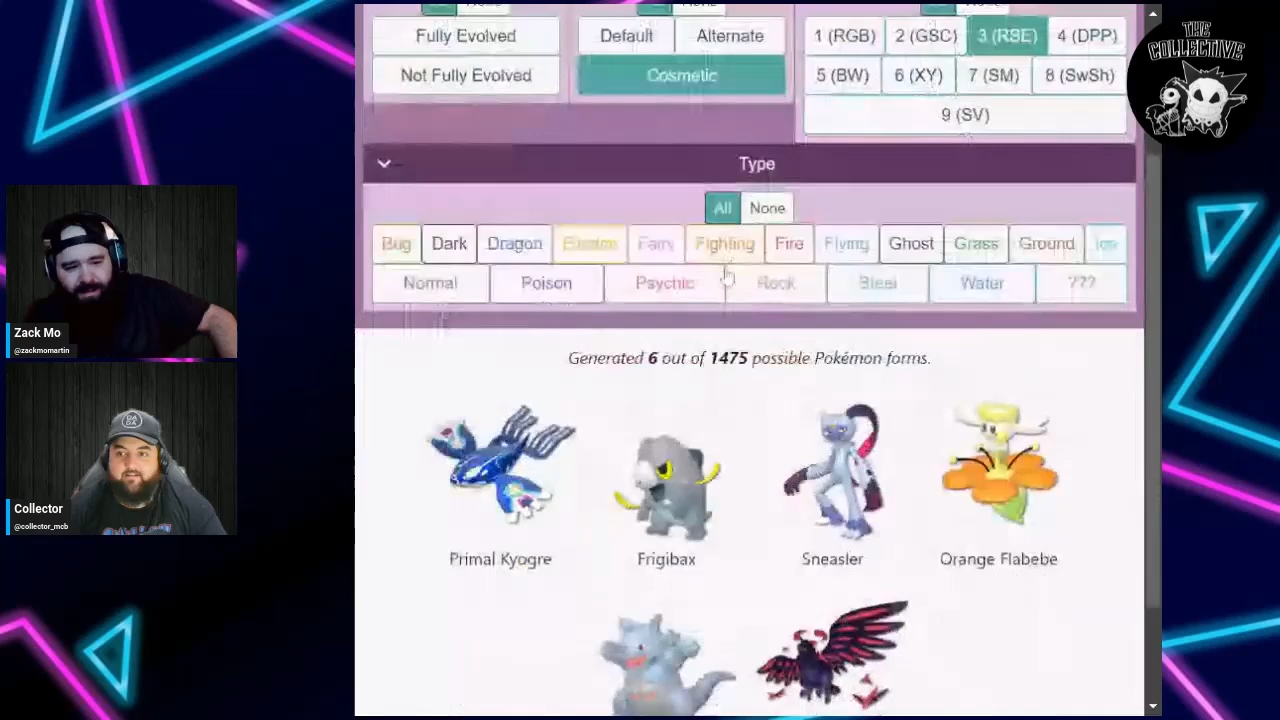 Fully Evolved
Default
Alternate
1 (RGB)
2 (GSC)
3 (RSE)
4 (DPP)
Not Fully Evolved
Cosmetic
5 (BW)
6 (XY)
7 (SM)
8 (SwSh)
9 (SV)
THE
COLLECTIVE
Type
All
None
Bug
Dark
Dragon
Electric
Fairy
Fighting
Fire
Flying
Ghost
Grass
Ground
Ice
Normal
Poison
Psychic
Rock
Steel
Water
???
Generated 6 out of 1475 possible Pokémon forms.
Primal Kyogre
Frigibax
Sneasler
Orange Flabebe
Zack Mo
@zackmomartin
DA
DA
Collector
@collector_mcb